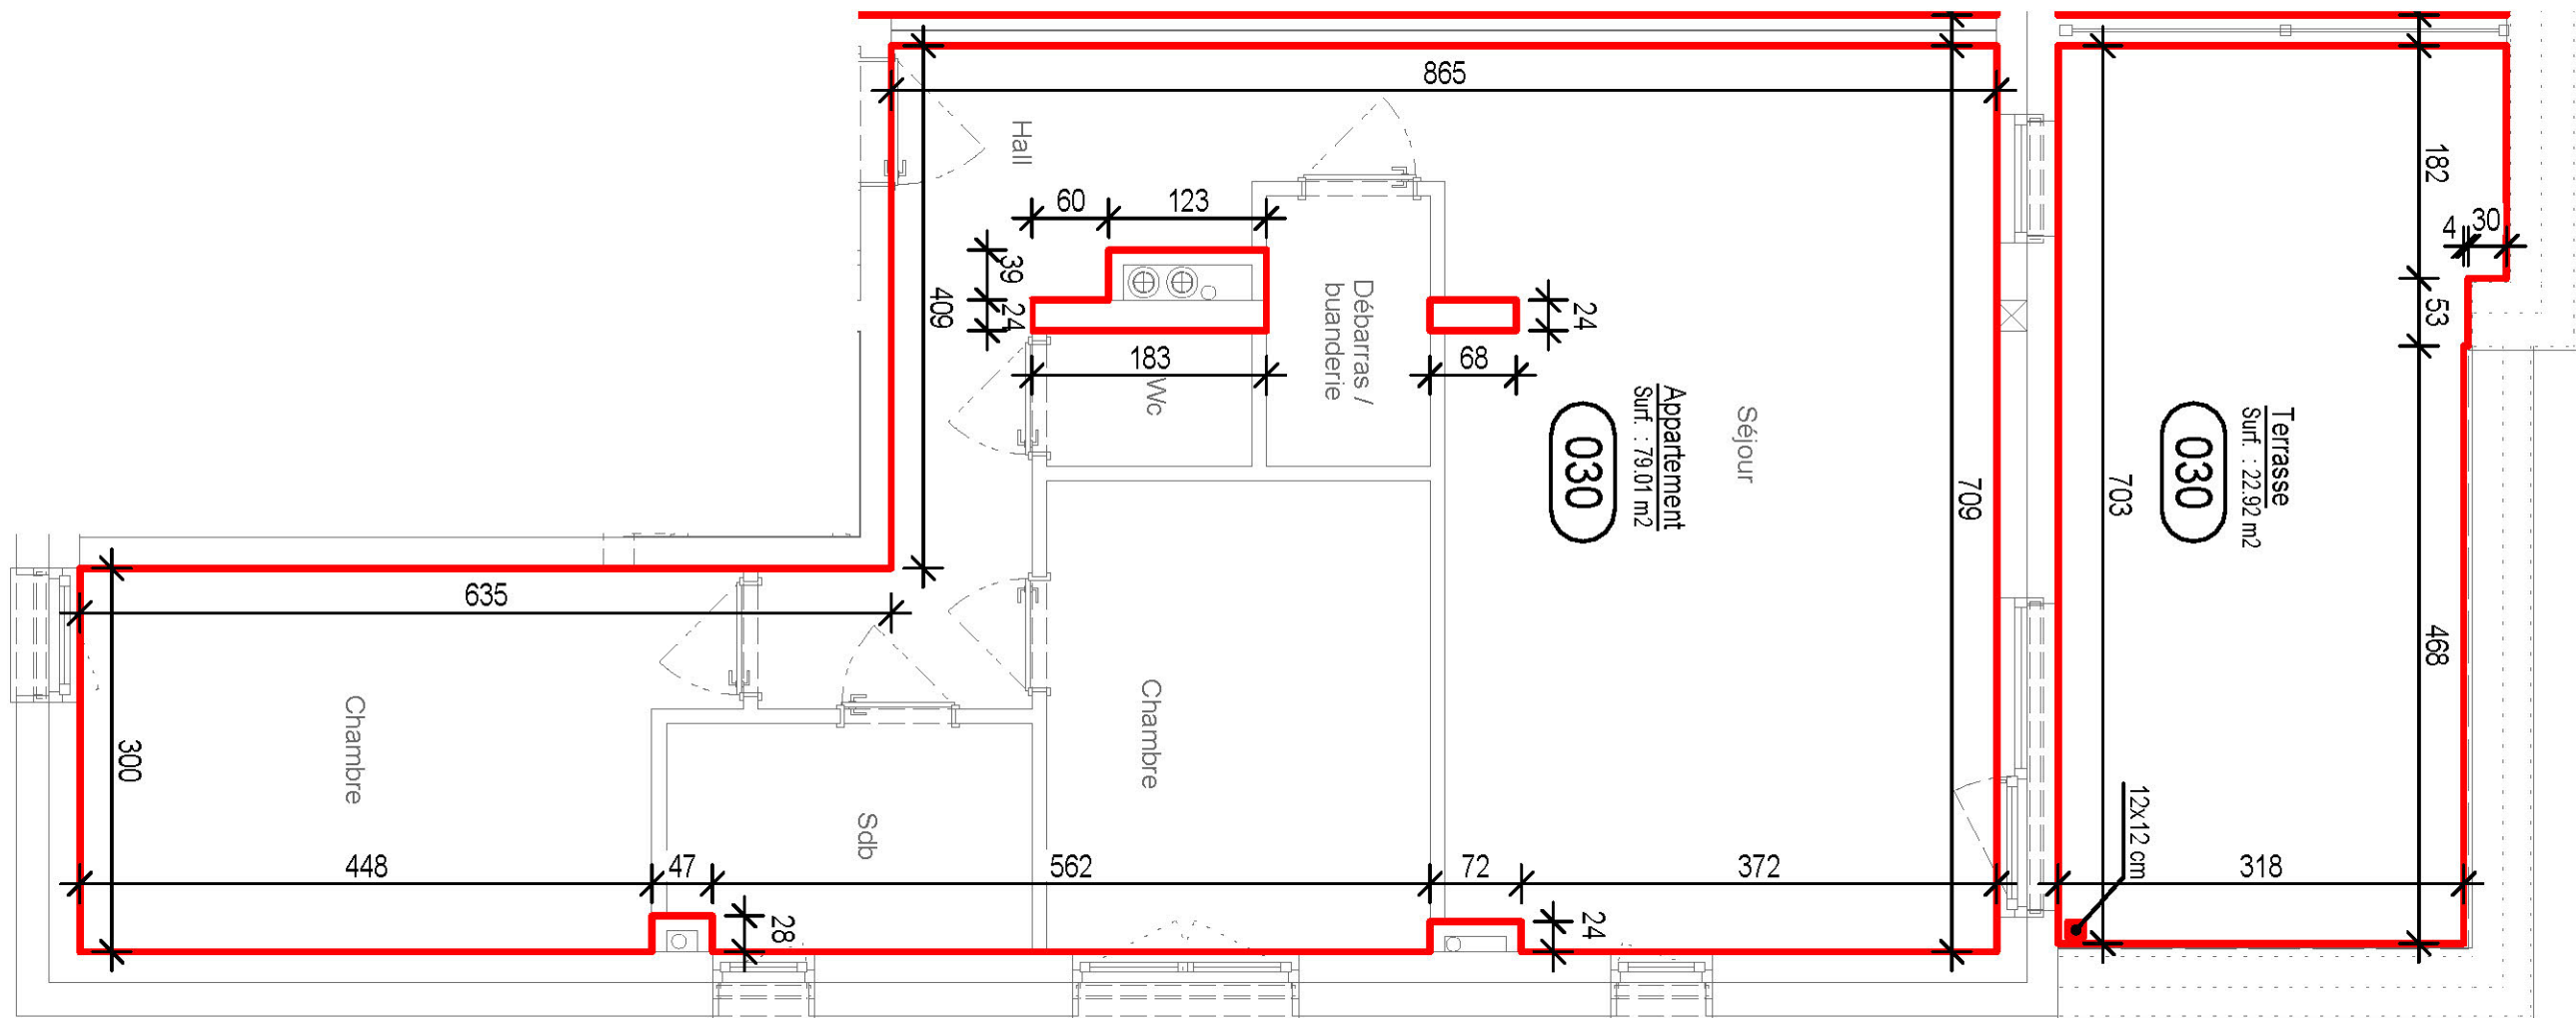 865
182
4
30
53
60
123
39
24
183
24
68
409
Hall
Débarras /
buanderie
Wc
Séjour
Appartement
Surf. : 79.01 m2
030
709
703
Terrasse
Surf. : 22.92 m2
030
468
635
300
Chambre
Chambre
Sdb
448
47
562
72
372
318
28
24
12x12 cm